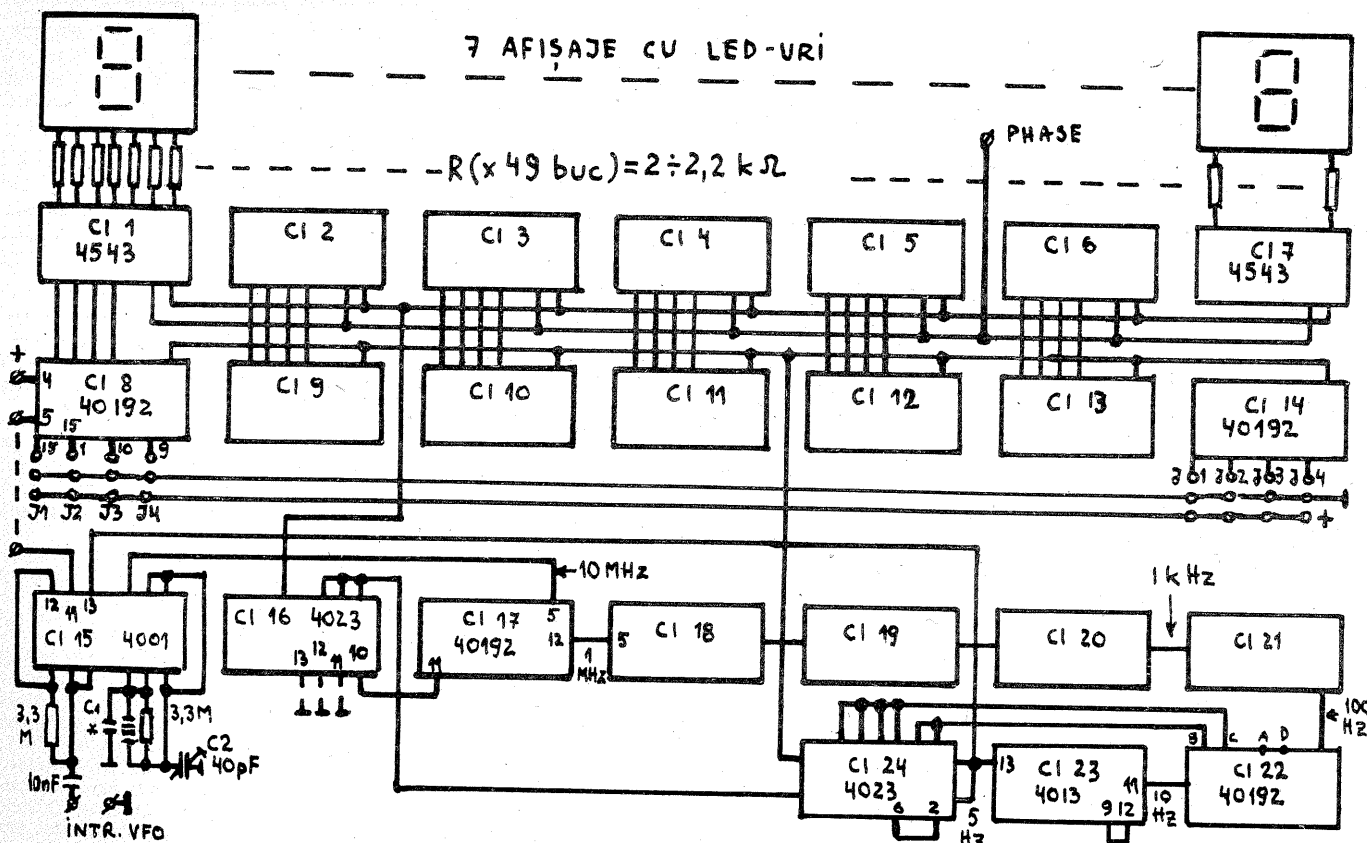 7 AFIȘAJE CU LED-URI
PHASE
R(x 49 buc)=2÷2,2 kΩ
CI 1
4543
CI 2
CI 3
CI 4
CI 5
CI 6
CI 7
4543
+
4
5
CI 8
40192
15
15 1 10 9
CI 9
CI 10
CI 11
CI 12
CI 13
CI 14
40192
J1 J2 J3 J4
J1 J2 J3 J4
+
10 MHz
1 kHz
12 11 13
CI 15 4001
CI 16 4023
13 12 11 10
CI 17
40192
5
12
11
1
MHz
5
CI 18
CI 19
CI 20
CI 21
100
Hz
3,3
M
C1
*
3,3M
C2
40pF
10nF
INTR. VFO
CI 24
4023
6 2
5
Hz
13
CI 23
4013
11
9 12
10
Hz
B C A D
CI 22
40192